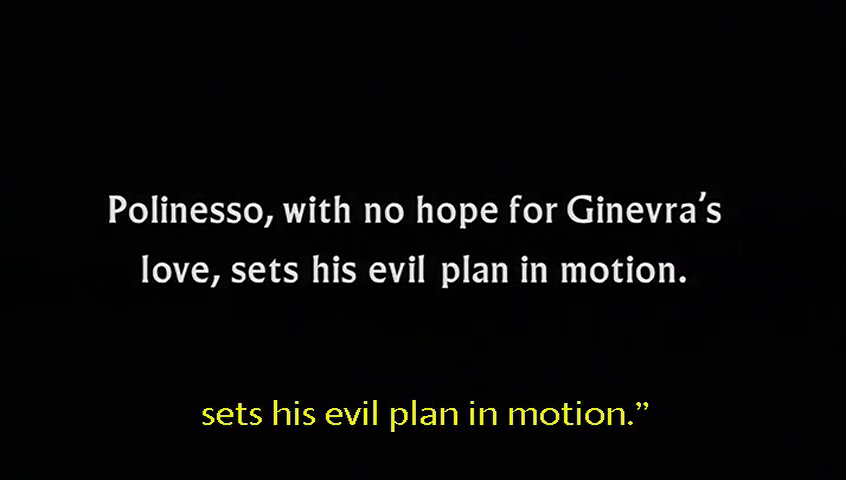 Polinesso, with no hope for Ginevra’s
love, sets his evil plan in motion.
sets his evil plan in motion.”